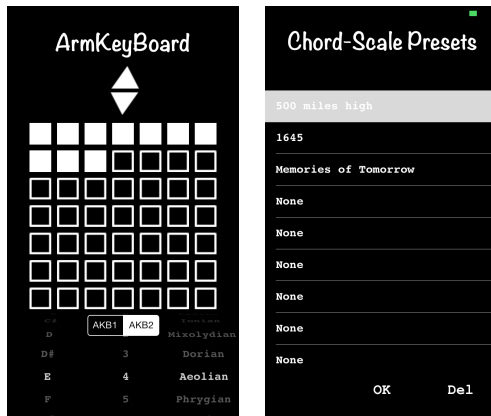 ArmKeyBoard
C# Ionian
AKB1 AKB2
D Mixolydian
D# 3 Dorian
E 4 Aeolian
F 5 Phrygian
Chord-Scale Presets
500 miles high
1645
Memories of Tomorrow
None
None
None
None
None
None
OK Del